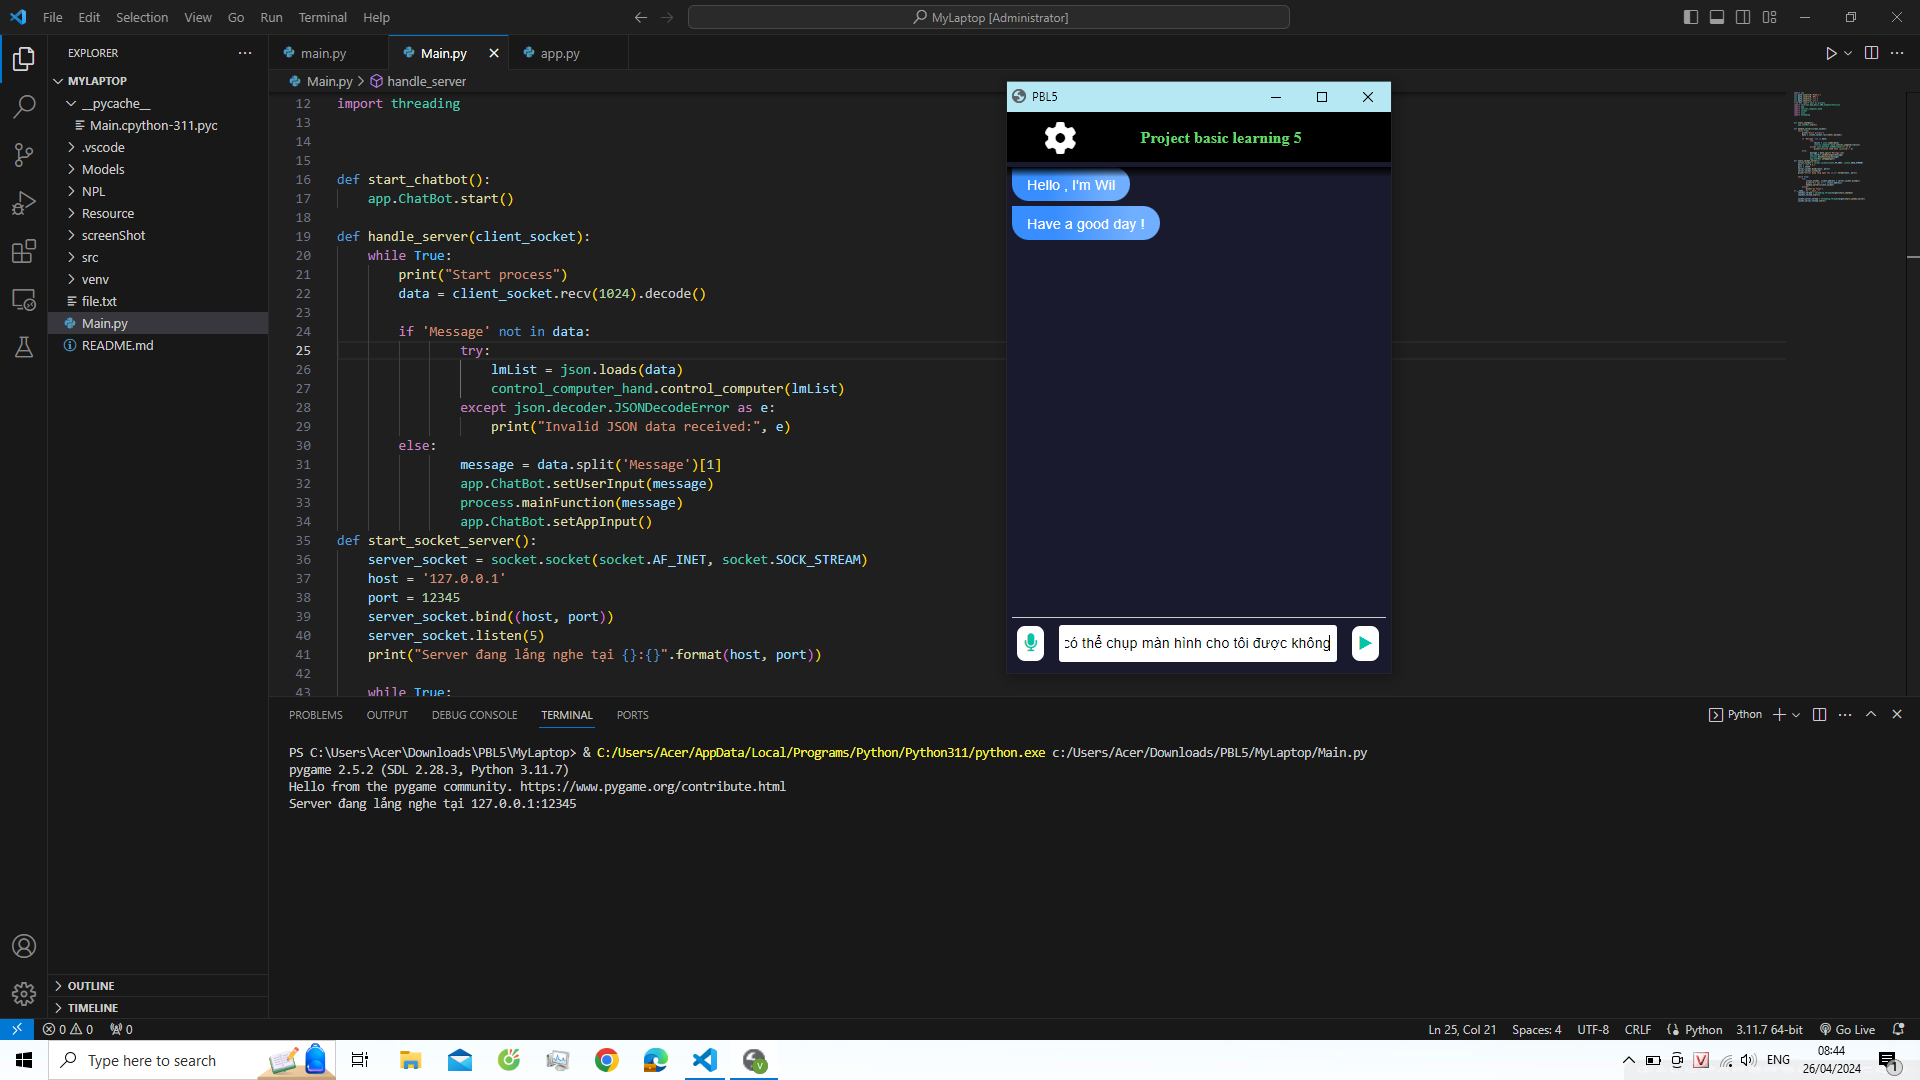 File Edit Selection View Go Run Terminal Help
MyLaptop [Administrator]
EXPLORER
MYLAPTOP
__pycache__
Main.cpython-311.pyc
.vscode
Models
NPL
Resource
screenShot
src
venv
file.txt
Main.py
README.md
OUTLINE
TIMELINE
main.py
Main.py
app.py
Main.py
handle_server
12 import threading
13
14
15
16 def start_chatbot():
17 app.ChatBot.start()
18
19 def handle_server(client_socket):
20 while True:
21 print("Start process")
22 data = client_socket.recv(1024).decode()
23
24 if 'Message' not in data:
25 try:
26 lmList = json.loads(data)
27 control_computer_hand.control_computer(lmList)
28 except json.decoder.JSONDecodeError as e:
29 print("Invalid JSON data received:", e)
30 else:
31 message = data.split('Message')[1]
32 app.ChatBot.setUserInput(message)
33 process.mainFunction(message)
34 app.ChatBot.setAppInput()
35 def start_socket_server():
36 server_socket = socket.socket(socket.AF_INET, socket.SOCK_STREAM)
37 host = '127.0.0.1'
38 port = 12345
39 server_socket.bind((host, port))
40 server_socket.listen(5)
41 print("Server đang lắng nghe tại {}:{}".format(host, port))
42
43 while True:
PBL5
Project basic learning 5
Hello , I'm Wil
Have a good day !
có thể chụp màn hình cho tôi được không
PROBLEMS OUTPUT DEBUG CONSOLE TERMINAL PORTS
Python
PS C:\Users\Acer\Downloads\PBL5\MyLaptop> & C:/Users/Acer/AppData/Local/Programs/Python/Python311/python.exe c:/Users/Acer/Downloads/PBL5/MyLaptop/Main.py
pygame 2.5.2 (SDL 2.28.3, Python 3.11.7)
Hello from the pygame community. https://www.pygame.org/contribute.html
Server đang lắng nghe tại 127.0.0.1:12345
0 0 0
Ln 25, Col 21 Spaces: 4 UTF-8 CRLF Python 3.11.7 64-bit Go Live
Type here to search
V
V
ENG
08:44
26/04/2024
1